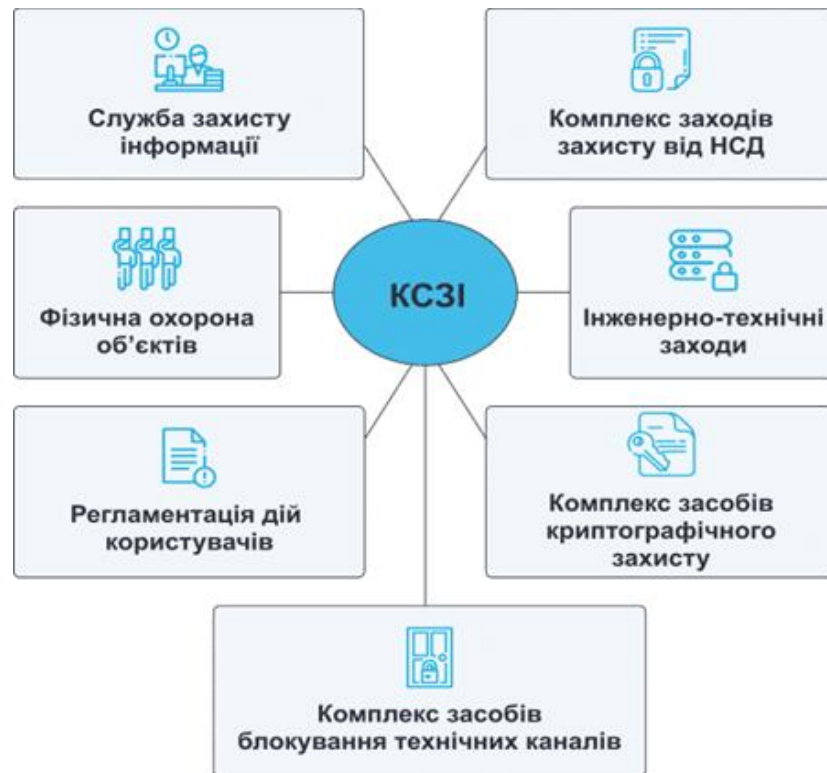 Служба захисту
інформації
Комплекс заходів
захисту від НСД
КСЗІ
Фізична охорона
об’єктів
Інженерно-технічні
заходи
Регламентація дій
користувачів
Комплекс засобів
криптографічного
захисту
Комплекс засобів
блокування технічних каналів